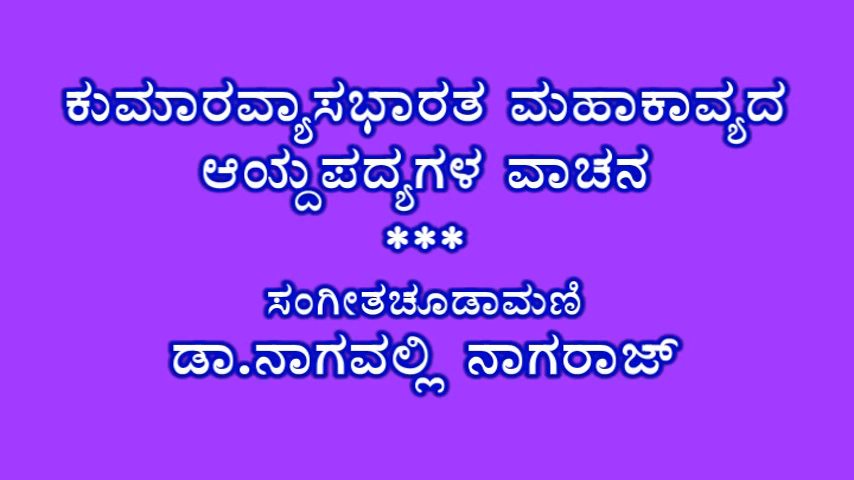 ಕುಮಾರವ್ಯಾಸಭಾರತ ಮಹಾಕಾವ್ಯದ
ಆಯ್ದಪದ್ಯಗಳ ವಾಚನ
***
ಸಂಗೀತಚೂಡಾಮಣಿ
ಡಾ.ನಾಗವಲ್ಲಿ ನಾಗರಾಜ್